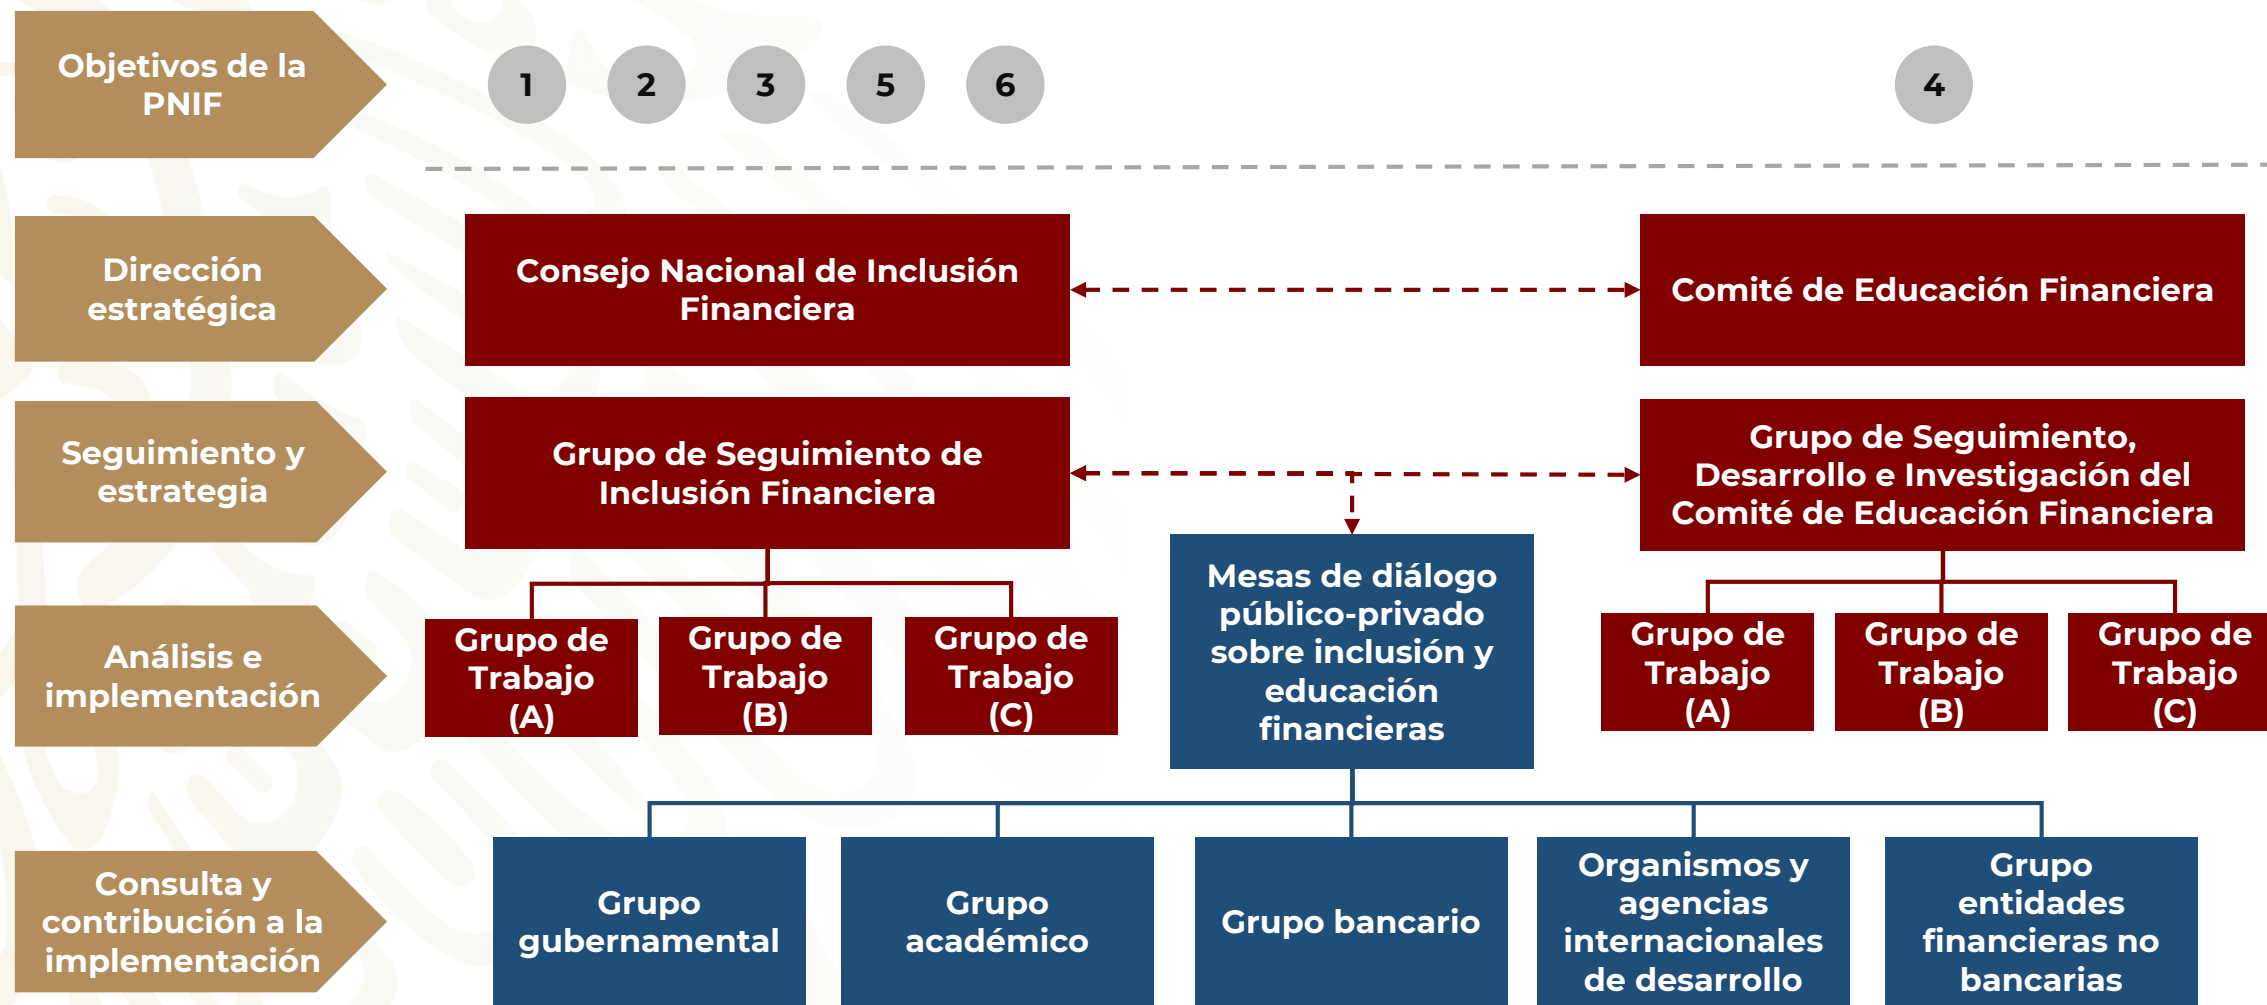 Objetivos de la
PNIF
1
2
3
5
6
4
Dirección
estratégica
Consejo Nacional de Inclusión
Financiera
Comité de Educación Financiera
Seguimiento y
estrategia
Grupo de Seguimiento de
Inclusión Financiera
Grupo de Seguimiento,
Desarrollo e Investigación del
Comité de Educación Financiera
Análisis e
implementación
Grupo de
Trabajo
(A)
Grupo de
Trabajo
(B)
Grupo de
Trabajo
(C)
Mesas de diálogo
público-privado
sobre inclusión y
educación
financieras
Grupo de
Trabajo
(A)
Grupo de
Trabajo
(B)
Grupo de
Trabajo
(C)
Consulta y
contribución a la
implementación
Grupo
gubernamental
Grupo
académico
Grupo bancario
Organismos y
agencias
internacionales
de desarrollo
Grupo
entidades
financieras no
bancarias